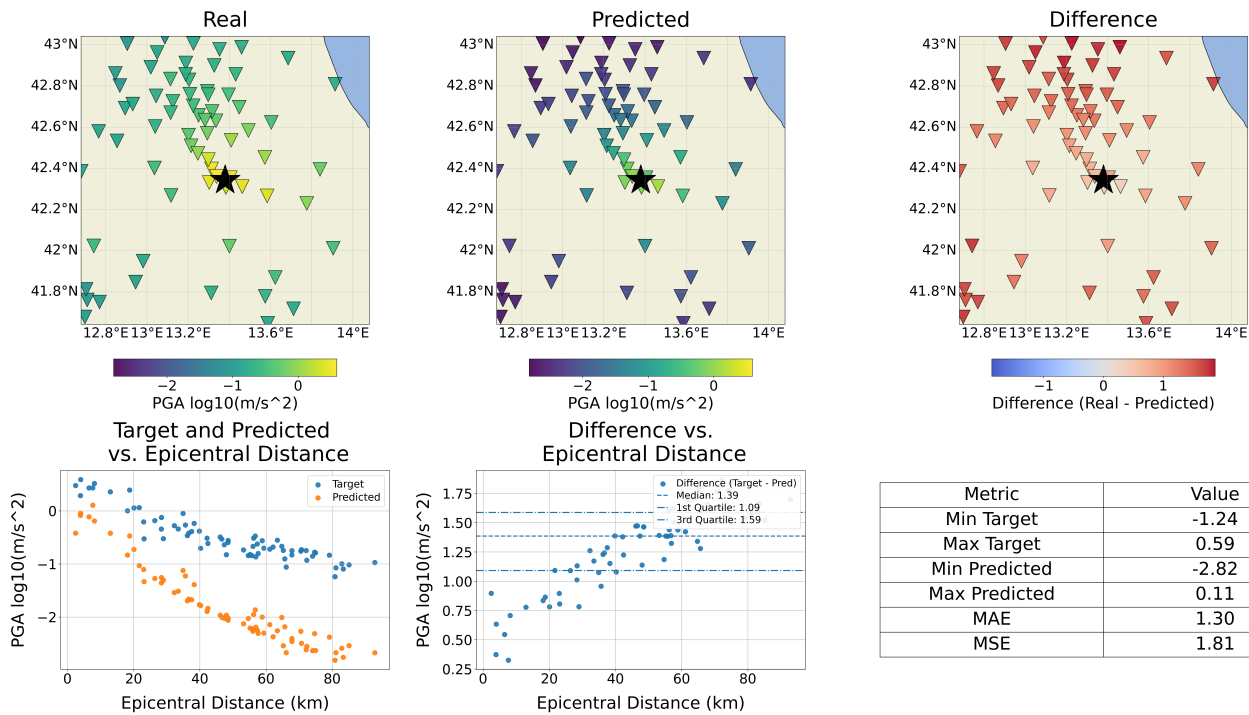 Real
Predicted
Difference
43°N
42.8°N
42.6°N
42.4°N
42.2°N
42°N
41.8°N
12.8°E
13°E
13.2°E
13.6°E
14°E
43°N
42.8°N
42.6°N
42.4°N
42.2°N
42°N
41.8°N
12.8°E
13°E
13.2°E
13.6°E
14°E
43°N
42.8°N
42.6°N
42.4°N
42.2°N
42°N
41.8°N
12.8°E
13°E
13.2°E
13.6°E
14°E
−2 −1 0
PGA log10(m/s^2)
−2 −1 0
PGA log10(m/s^2)
−1 0 1
Difference (Real - Predicted)
Target and Predicted
vs. Epicentral Distance
Target
Predicted
PGA log10(m/s^2)
0
−1
−2
0 20 40 60 80
Epicentral Distance (km)
Difference vs.
Epicentral Distance
Difference (Target - Pred)
Median: 1.39
1st Quartile: 1.09
3rd Quartile: 1.59
PGA log10(m/s^2)
1.75
1.50
1.25
1.00
0.75
0.50
0.25
0 20 40 60 80
Epicentral Distance (km)
Metric Value
Min Target -1.24
Max Target 0.59
Min Predicted -2.82
Max Predicted 0.11
MAE 1.30
MSE 1.81